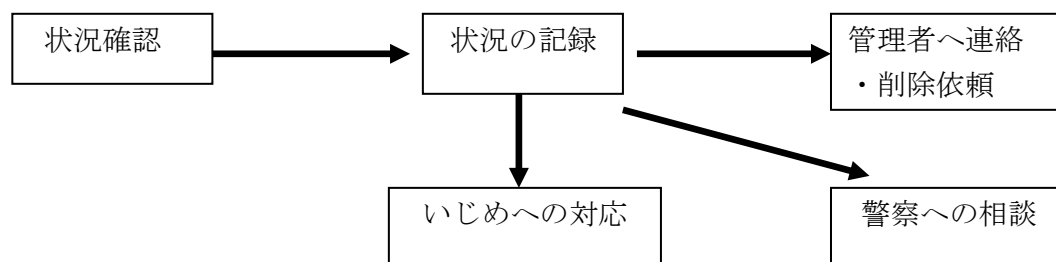 状況確認
状況の記録
管理者へ連絡
・削除依頼
いじめへの対応
警察への相談